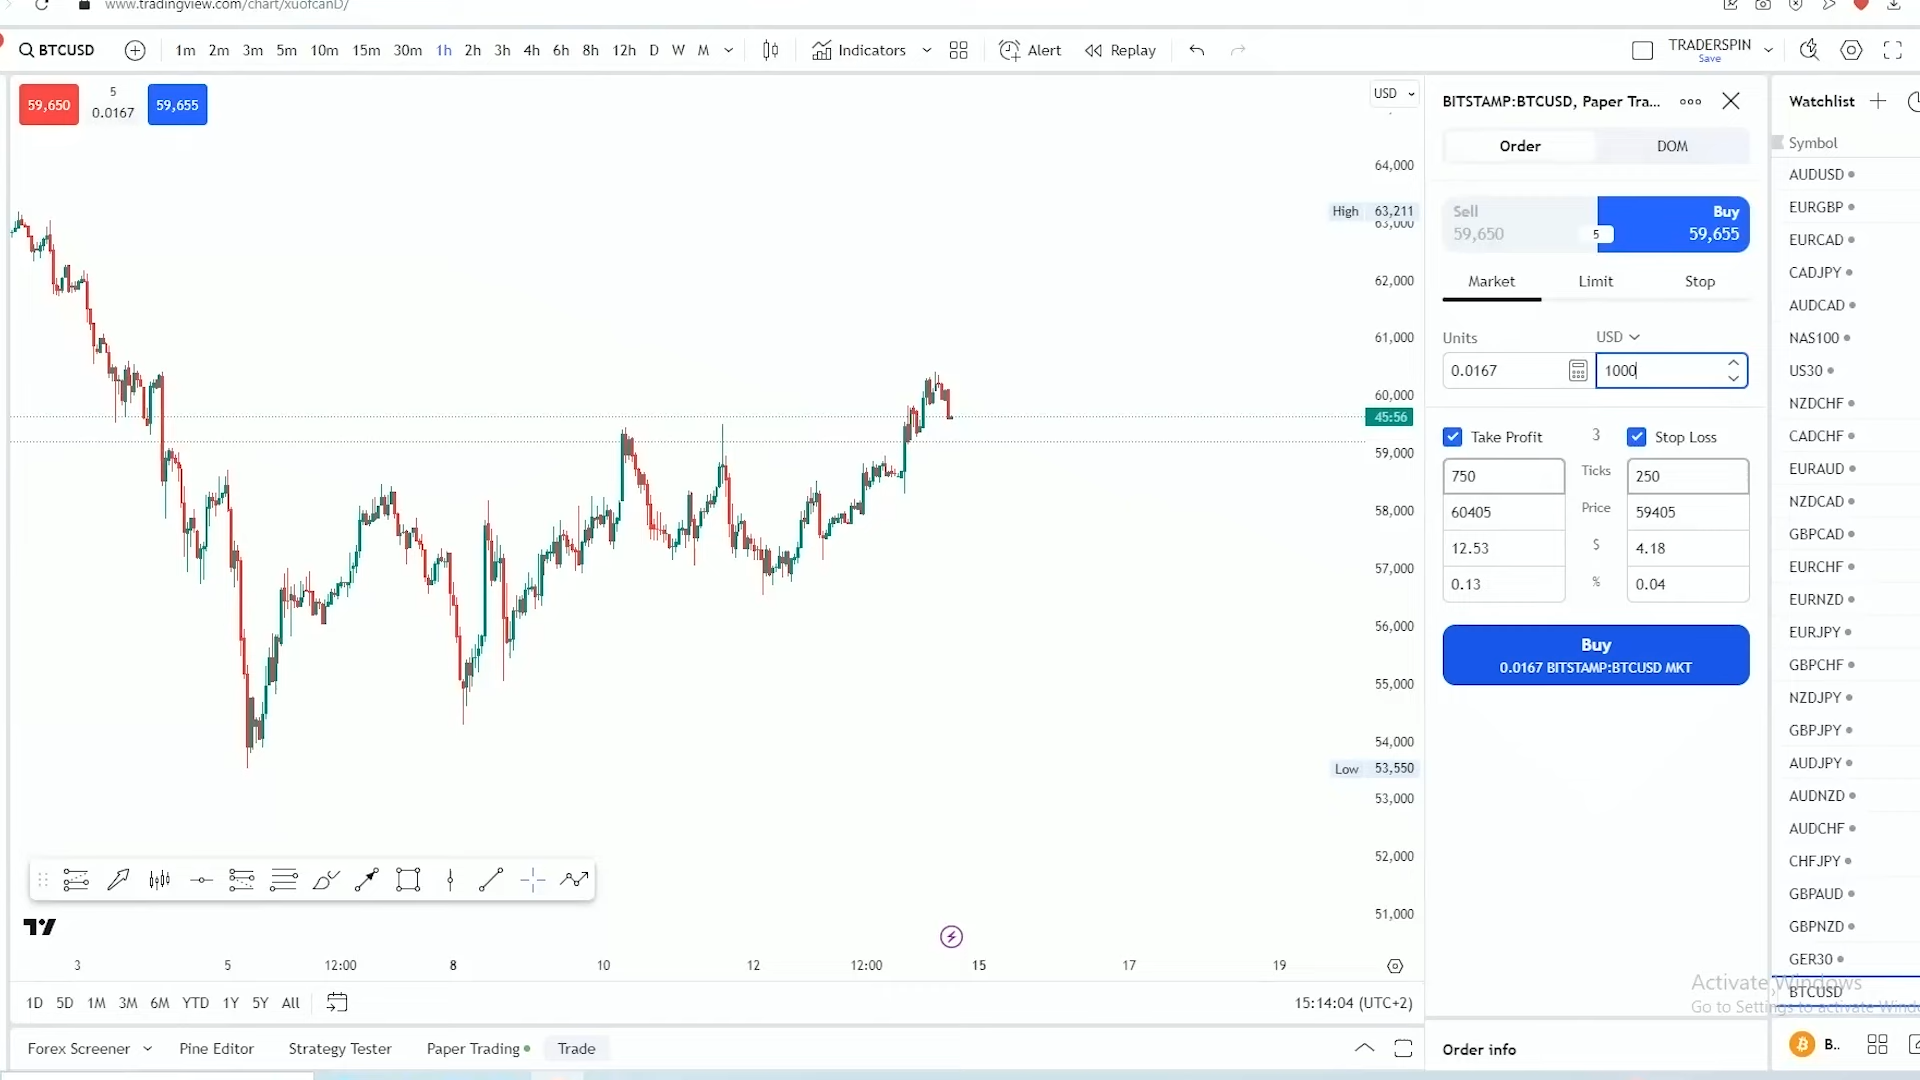 www.tradingview.com/chart/xuofcanD/
BTCUSD 1m 2m 3m 5m 10m 15m 30m 1h 2h 3h 4h 6h 8h 12h D W M Indicators Alert Replay TRADERSPIN
Save
59,650 5 59,655
0.0167
USD
64,000
High 63,211
63,000
62,000
61,000
60,000
45:56
59,000
58,000
57,000
56,000
55,000
54,000
Low 53,550
53,000
52,000
51,000
3 5 12:00 8 10 12 12:00 15 17 19
1D 5D 1M 3M 6M YTD 1Y 5Y All 15:14:04 (UTC+2)
Forex Screener Pine Editor Strategy Tester Paper Trading Trade
BITSTAMP:BTCUSD, Paper Tra...
Order DOM
Sell Buy
59,650 5 59,655
Market Limit Stop
Units USD
0.0167 1000
Take Profit 3 Stop Loss
750 Ticks 250
60405 Price 59405
12.53 $ 4.18
0.13 % 0.04
Buy
0.0167 BITSTAMP:BTCUSD MKT
Order info
Watchlist
Symbol
AUDUSD
EURGBP
EURCAD
CADJPY
AUDCAD
NAS100
US30
NZDCHF
CADCHF
EURAUD
NZDCAD
GBPCAD
EURCHF
EURNZD
EURJPY
GBPCHF
NZDJPY
GBPJPY
AUDJPY
AUDNZD
AUDCHF
CHFJPY
GBPAUD
GBPNZD
GER30
BTCUSD
Activate Windows
Go to Settings to activate Windo
B..